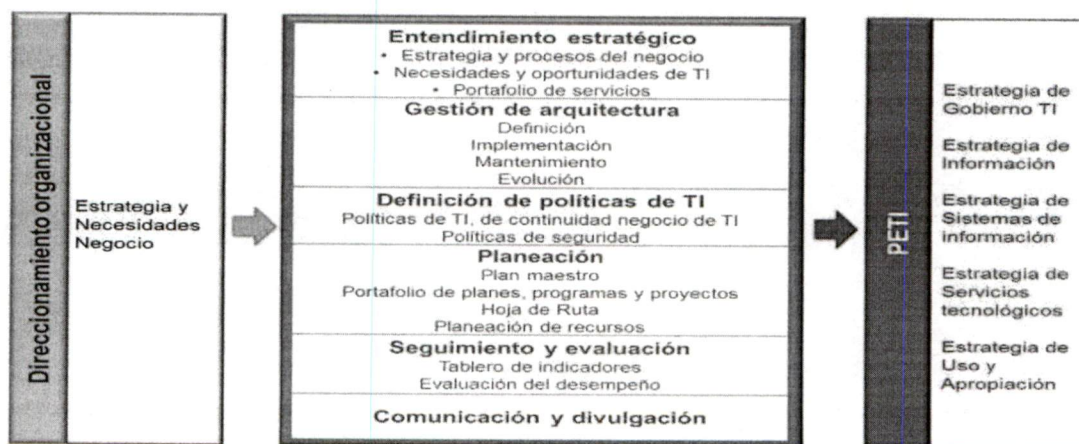 Direccionamiento organizacional
Estrategia y
Necesidades
Negocio
Entendimiento estratégico
• Estrategia y procesos del negocio
• Necesidades y oportunidades de TI
• Portafolio de servicios
Gestión de arquitectura
Definición
Implementación
Mantenimiento
Evolución
Definición de políticas de TI
Políticas de TI, de continuidad negocio de TI
Políticas de seguridad
Planeación
Plan maestro
Portafolio de planes, programas y proyectos
Hoja de Ruta
Planeación de recursos
Seguimiento y evaluación
Tablero de indicadores
Evaluación del desempeño
Comunicación y divulgación
PETI
Estrategia de
Gobierno TI
Estrategia de
Información
Estrategia de
Sistemas de
información
Estrategia de
Servicios
tecnológicos
Estrategia de
Uso y
Apropiación